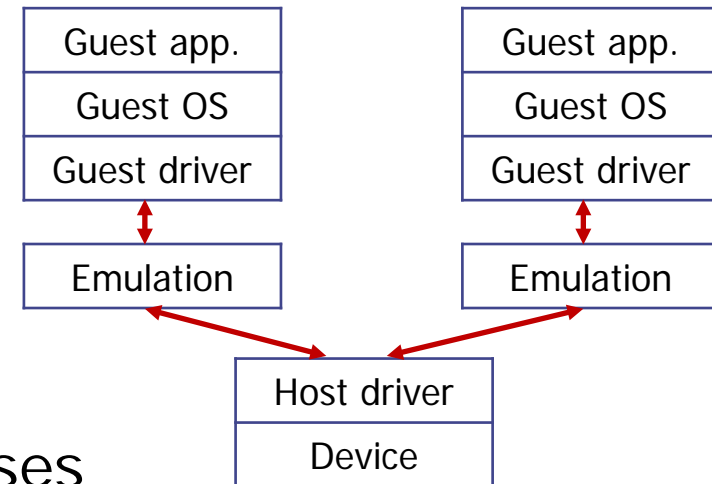 Guest app.
Guest OS
Guest driver
Emulation
Guest app.
Guest OS
Guest driver
Emulation
Host driver
Device